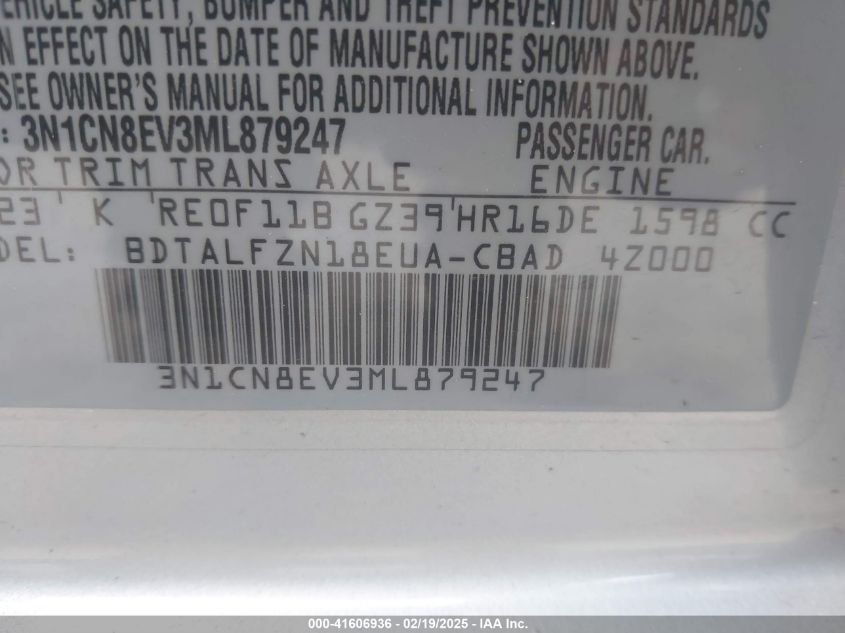 VEHICLE SAFETY, BUMPER AND THEFT PREVENTION STANDARDS
IN EFFECT ON THE DATE OF MANUFACTURE SHOWN ABOVE.
SEE OWNER'S MANUAL FOR ADDITIONAL INFORMATION.
: 3N1CN8EV3ML879247 PASSENGER CAR.
OR TRIM TRANS AXLE ENGINE
23 ' K 'RE0F11B GZ39'HR16DE 1598 CC
DEL: BDTALFZN18EUA-CBAD 4Z000
3N1CN8EV3ML879247
000-41606936 - 02/19/2025 - IAA Inc.